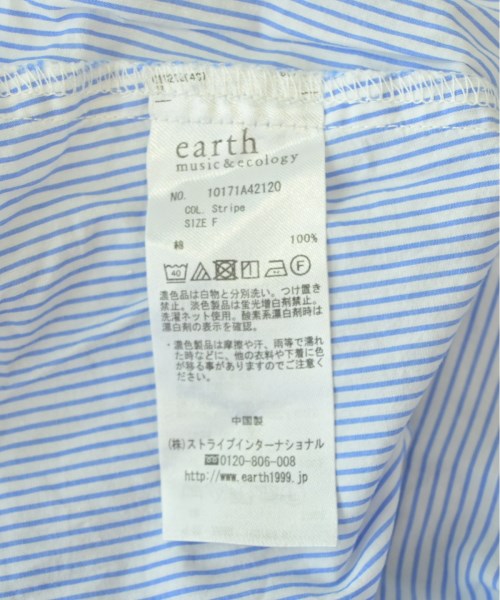 earth
music&ecology
NO. 10171A42120
COL. Stripe
SIZE F
綿 100%
40 F
濃色品は白物と分別洗い。つけ置き
禁止。淡色製品は蛍光増白剤禁止。
洗濯ネット使用。酸素系漂白剤時は
漂白剤の表示を確認。
・濃色製品は摩擦や汗、雨等で濡れ
た時などに、他の衣料や下着に色
が移る事がありますのでご注意く
ださい。
中国製
(株)ストライプインターナショナル
0120-806-008
http://www.earth1999.jp